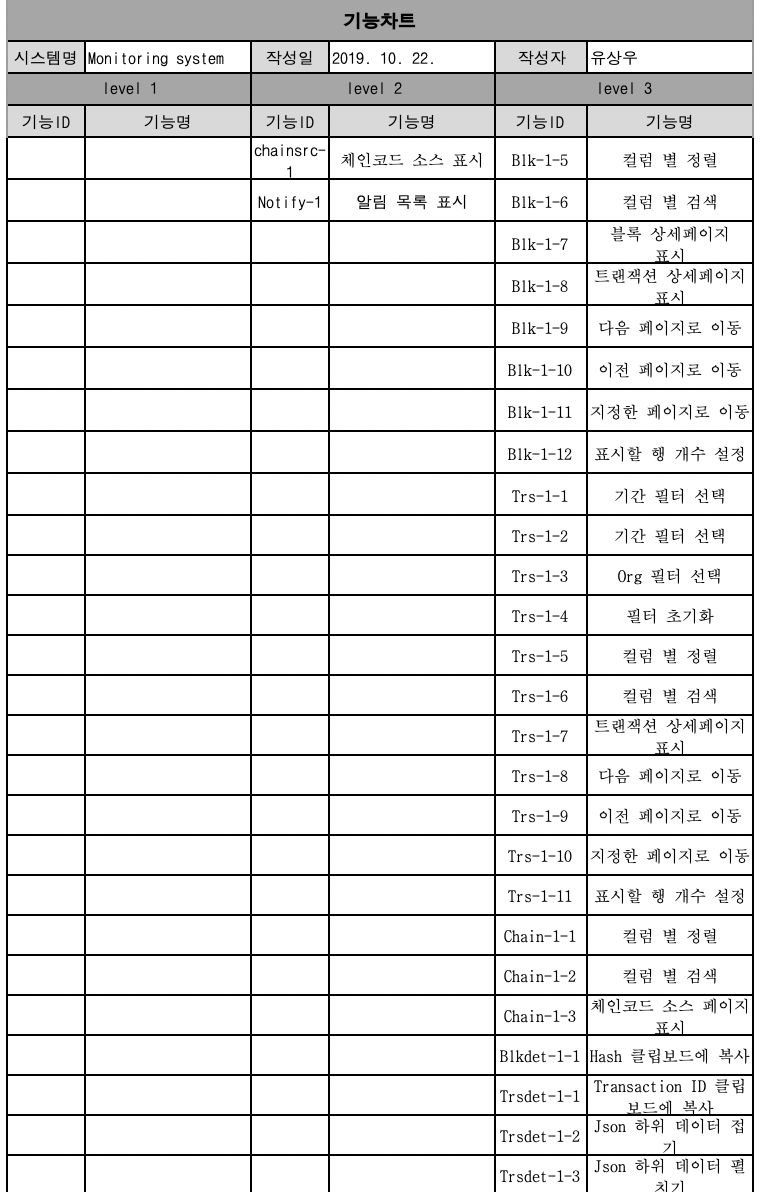 기능차트
시스템명 Monitoring system 작성일 2019. 10. 22. 작성자 유상우
level 1 level 2 level 3
기능ID 기능명 기능ID 기능명 기능ID 기능명
chainsrc-1 체인코드 소스 표시 Blk-1-5 컬럼 별 정렬
Notify-1 알림 목록 표시 Blk-1-6 컬럼 별 검색
Blk-1-7 블록 상세페이지 표시
Blk-1-8 트랜잭션 상세페이지 표시
Blk-1-9 다음 페이지로 이동
Blk-1-10 이전 페이지로 이동
Blk-1-11 지정한 페이지로 이동
Blk-1-12 표시할 행 개수 설정
Trs-1-1 기간 필터 선택
Trs-1-2 기간 필터 선택
Trs-1-3 Org 필터 선택
Trs-1-4 필터 초기화
Trs-1-5 컬럼 별 정렬
Trs-1-6 컬럼 별 검색
Trs-1-7 트랜잭션 상세페이지 표시
Trs-1-8 다음 페이지로 이동
Trs-1-9 이전 페이지로 이동
Trs-1-10 지정한 페이지로 이동
Trs-1-11 표시할 행 개수 설정
Chain-1-1 컬럼 별 정렬
Chain-1-2 컬럼 별 검색
Chain-1-3 체인코드 소스 페이지 표시
Blkdet-1-1 Hash 클립보드에 복사
Trsdet-1-1 Transaction ID 클립보드에 복사
Trsdet-1-2 Json 하위 데이터 접기
Trsdet-1-3 Json 하위 데이터 펼치기